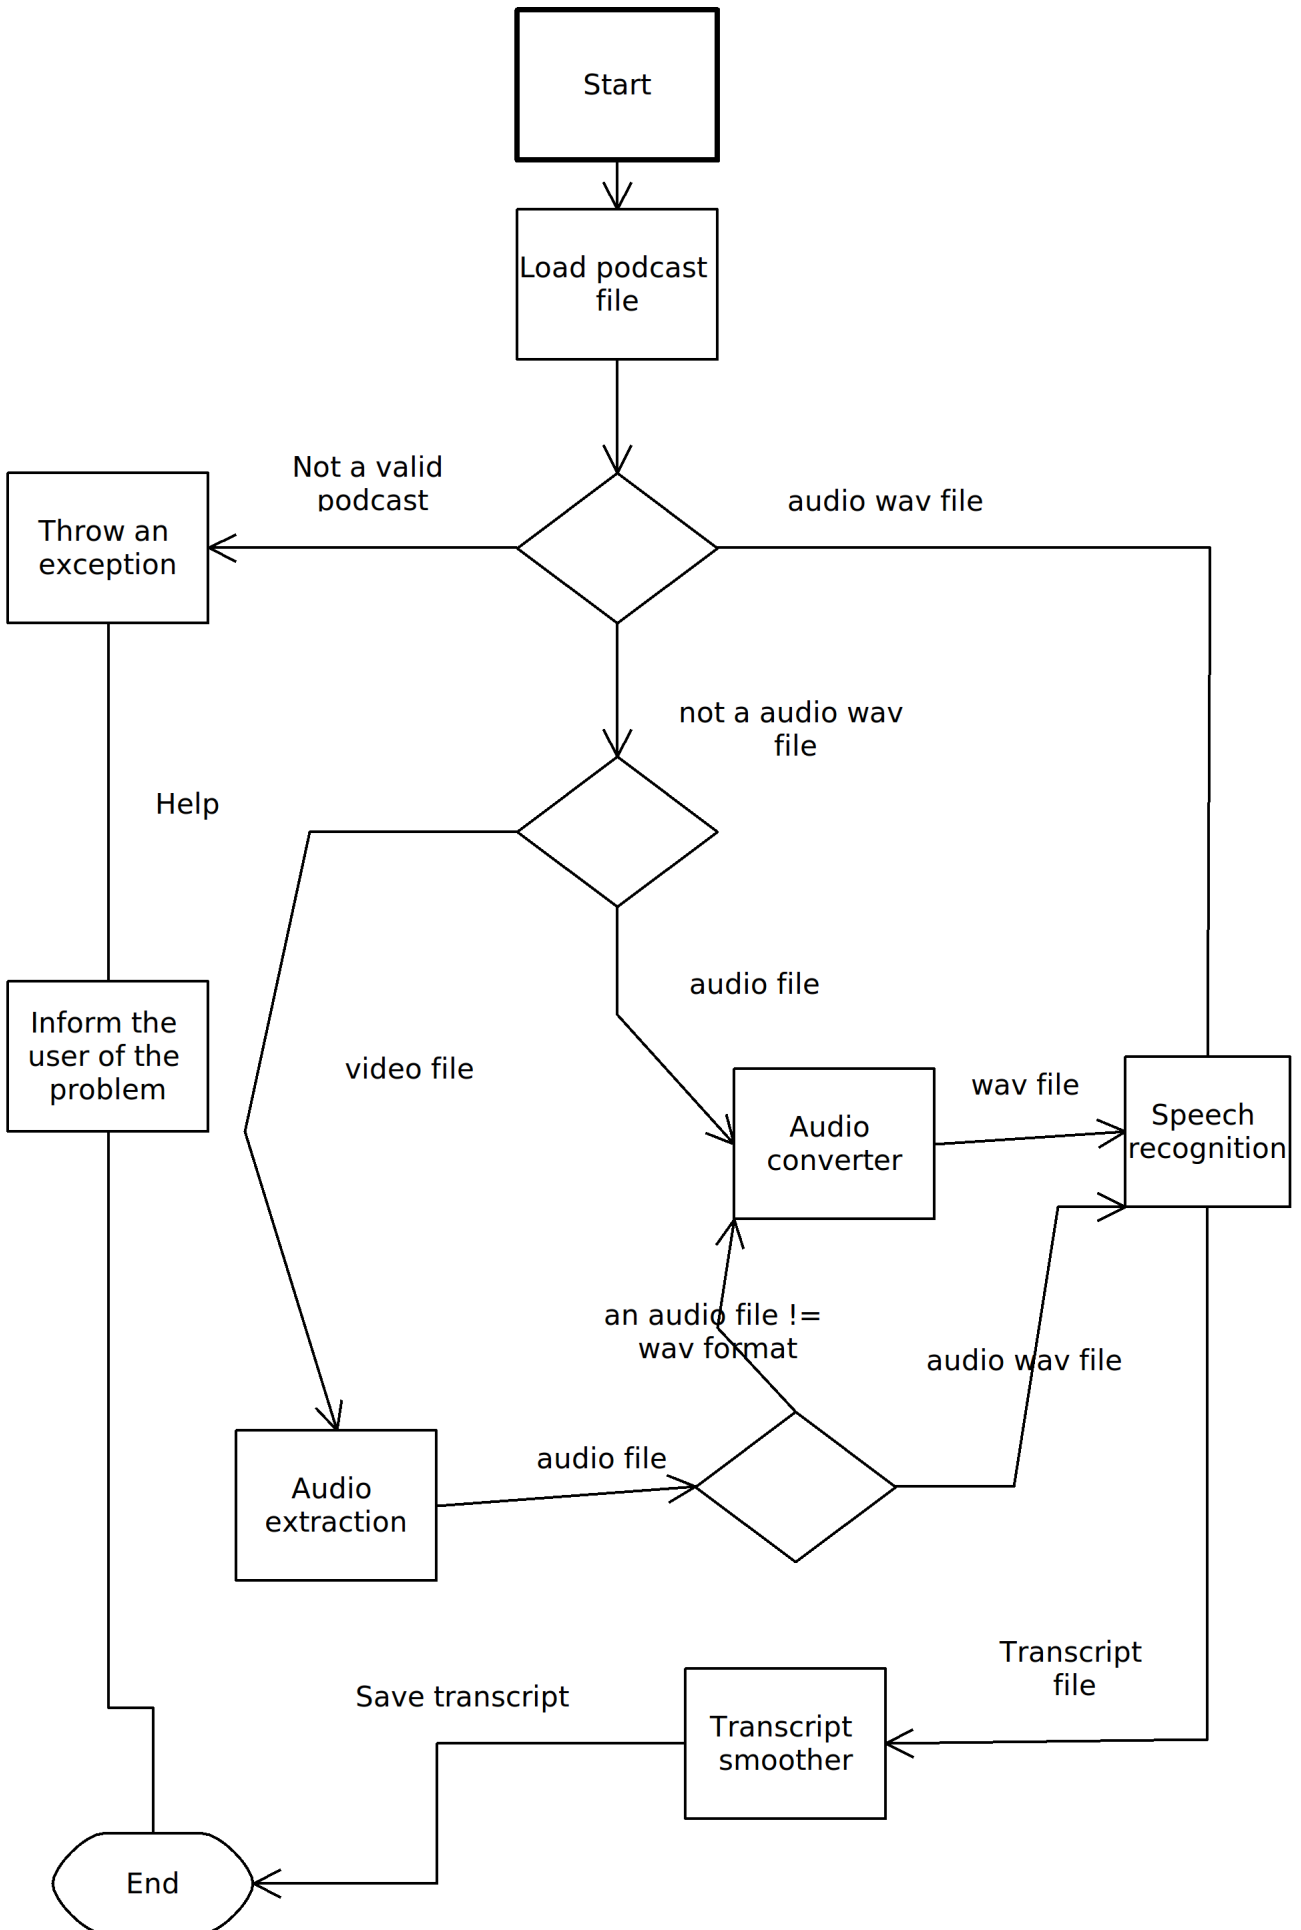 Start
Load podcast
file
Not a valid
podcast
audio wav file
Throw an
exception
not a audio wav
file
Help
audio file
Inform the
user of the
problem
video file
wav file
Audio
converter
Speech
recognition
an audio file !=
wav format
audio wav file
audio file
Audio
extraction
Transcript
file
Save transcript
Transcript
smoother
End